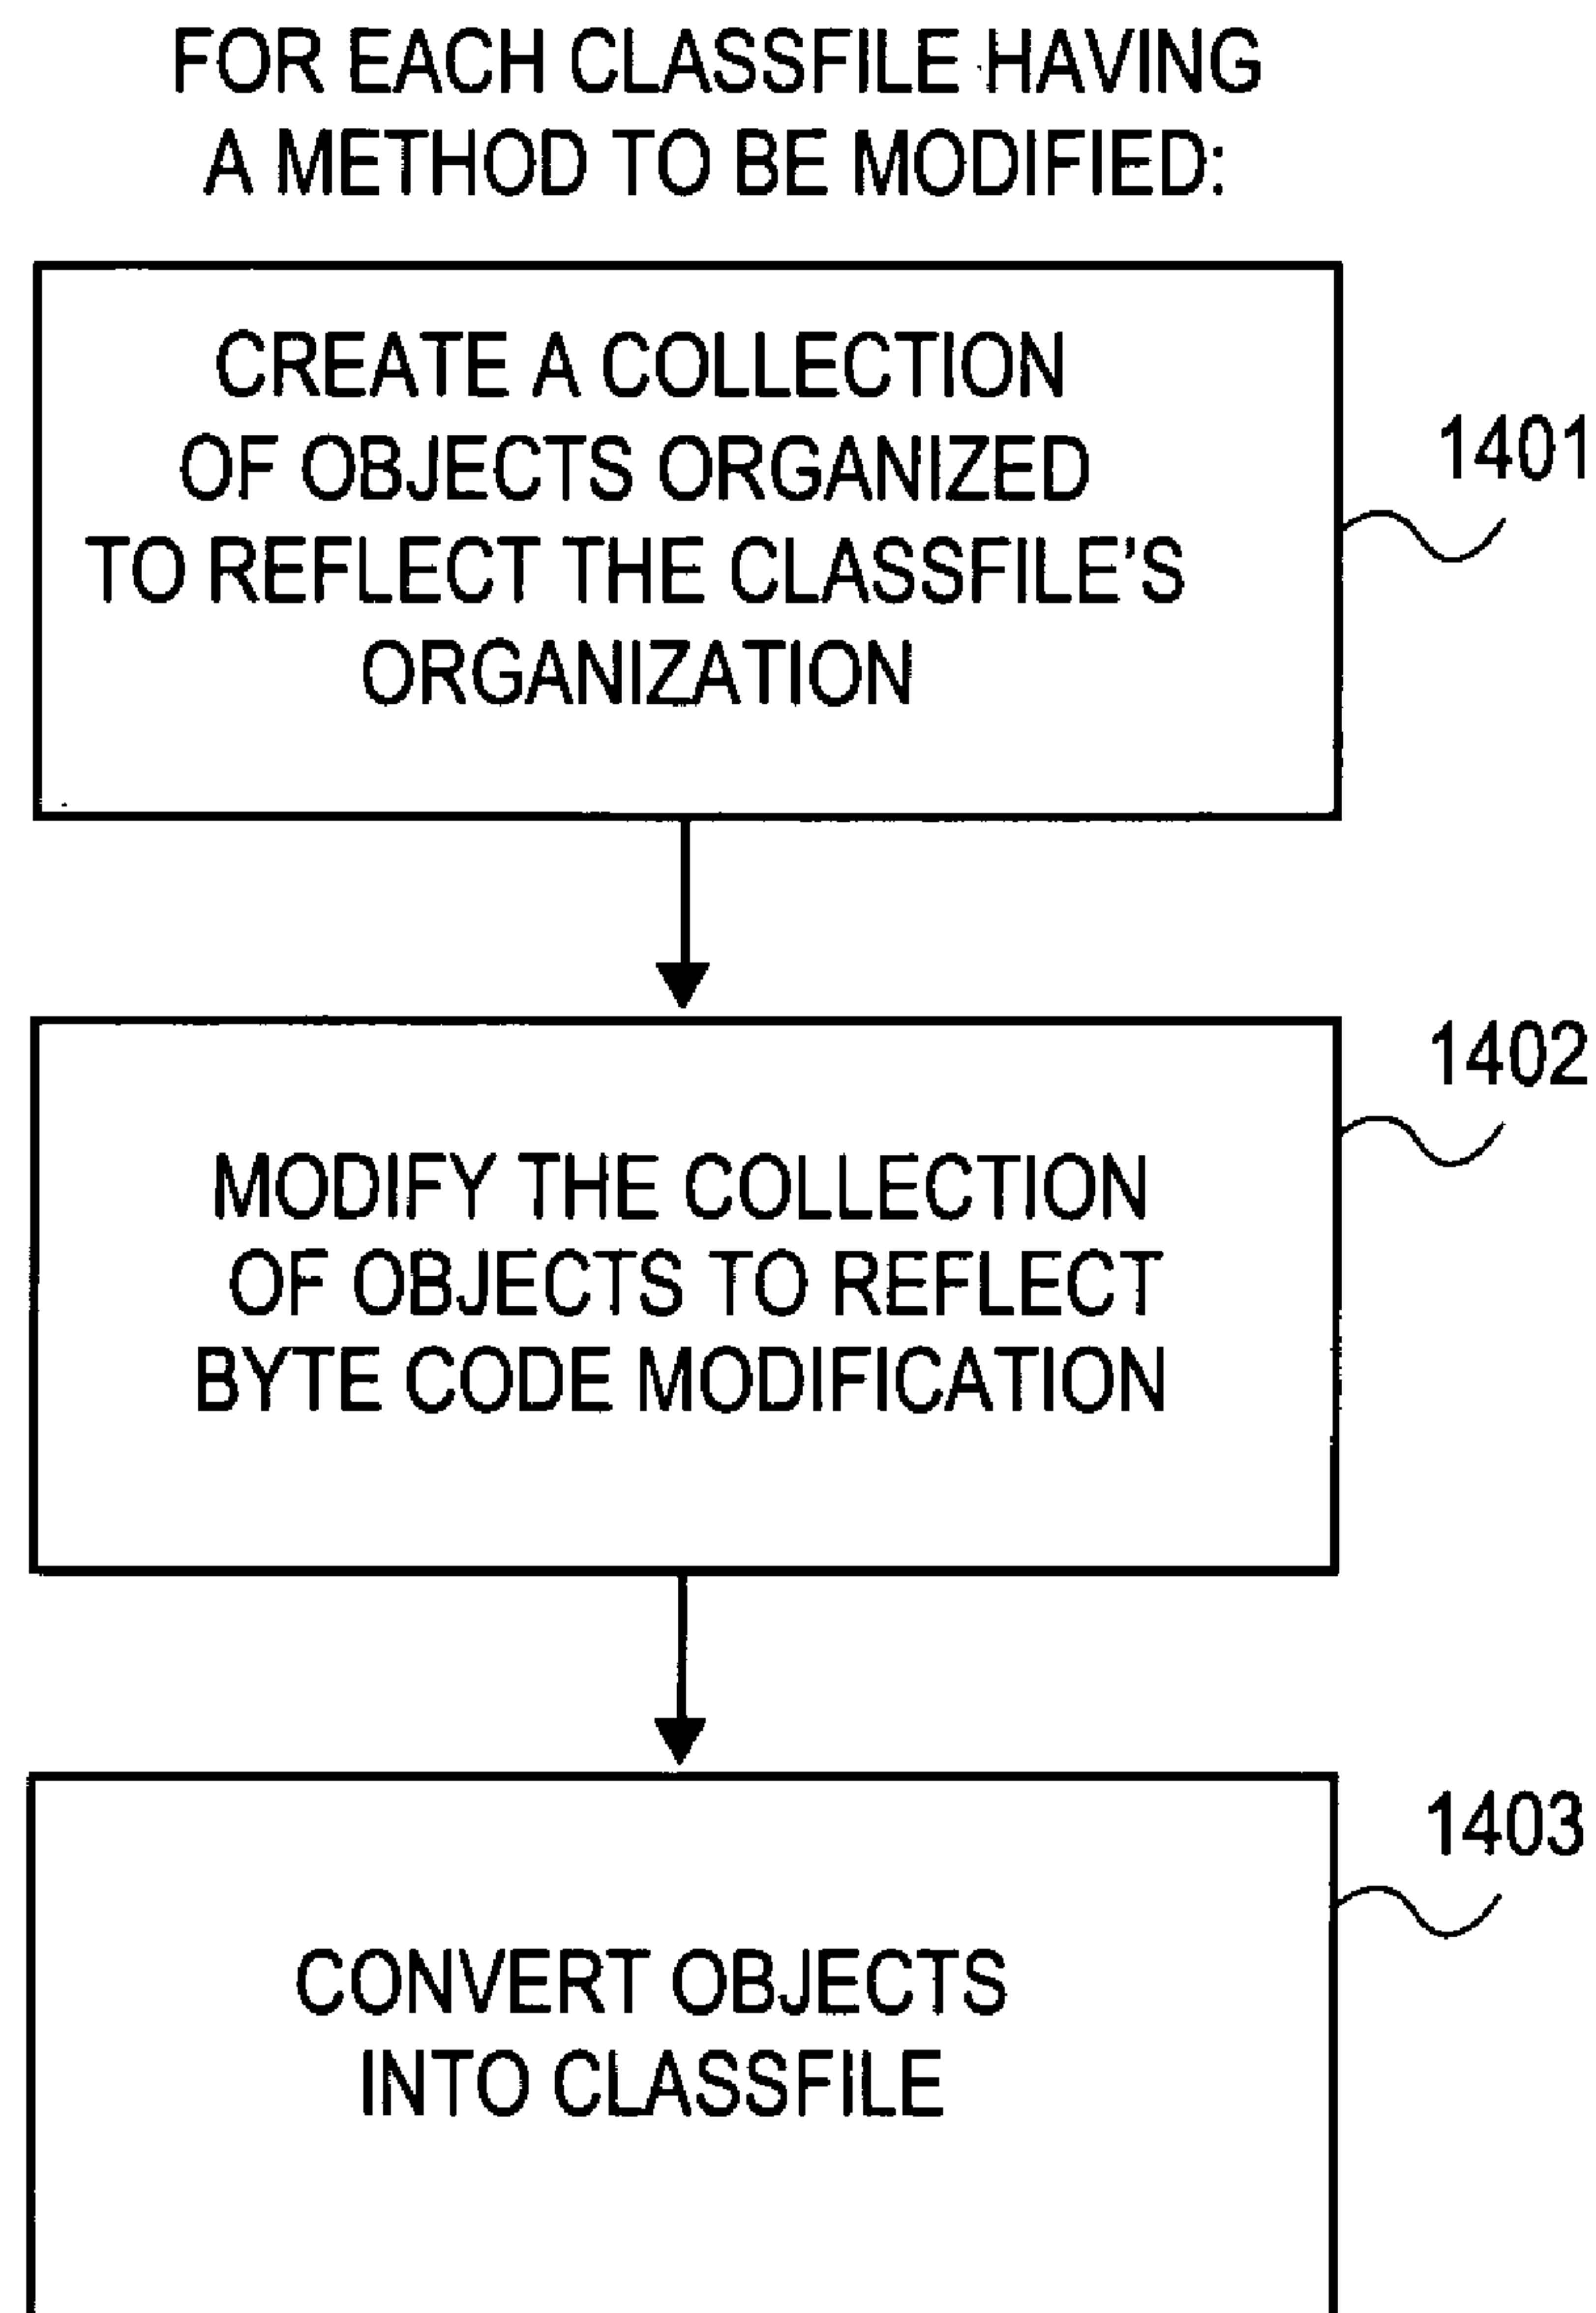 FOR EACH CLASSFILE HAVING
A METHOD TO BE MODIFIED:
CREATE A COLLECTION
OF OBJECTS ORGANIZED
TO REFLECT THE CLASSFILE'S
ORGANIZATION
1401
MODIFY THE COLLECTION
OF OBJECTS TO REFLECT
BYTE CODE MODIFICATION
1402
CONVERT OBJECTS
INTO CLASSFILE
1403